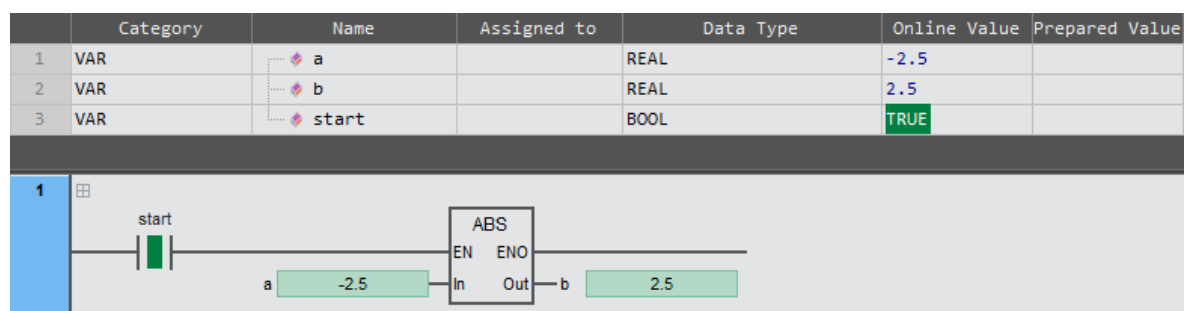 Category Name Assigned to Data Type Online Value Prepared Value
1 VAR a REAL -2.5
2 VAR b REAL 2.5
3 VAR start BOOL TRUE
1
start
ABS
EN ENO
a -2.5 In Out b 2.5